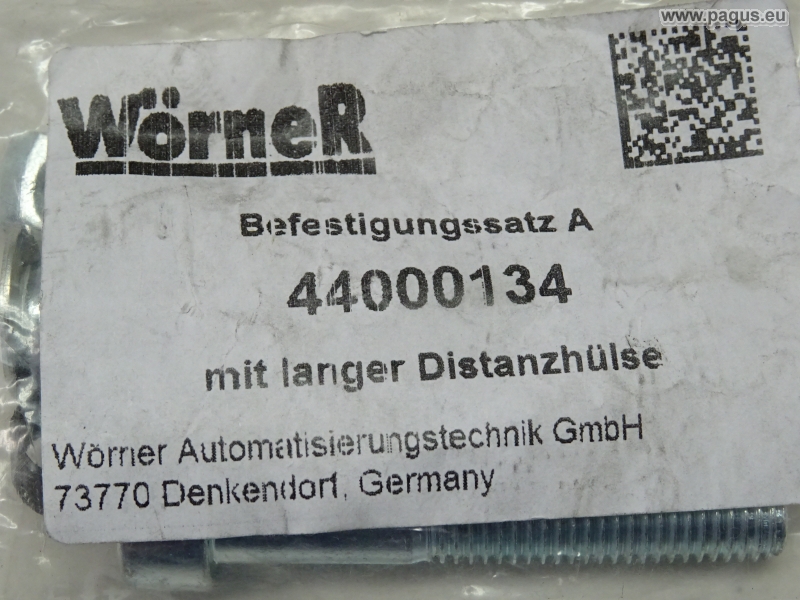 www.pagus.eu
WörneR
Befestigungssatz A
44000134
mit langer Distanzhülse
Wörner Automatisierungstechnik GmbH
73770 Denkendorf, Germany